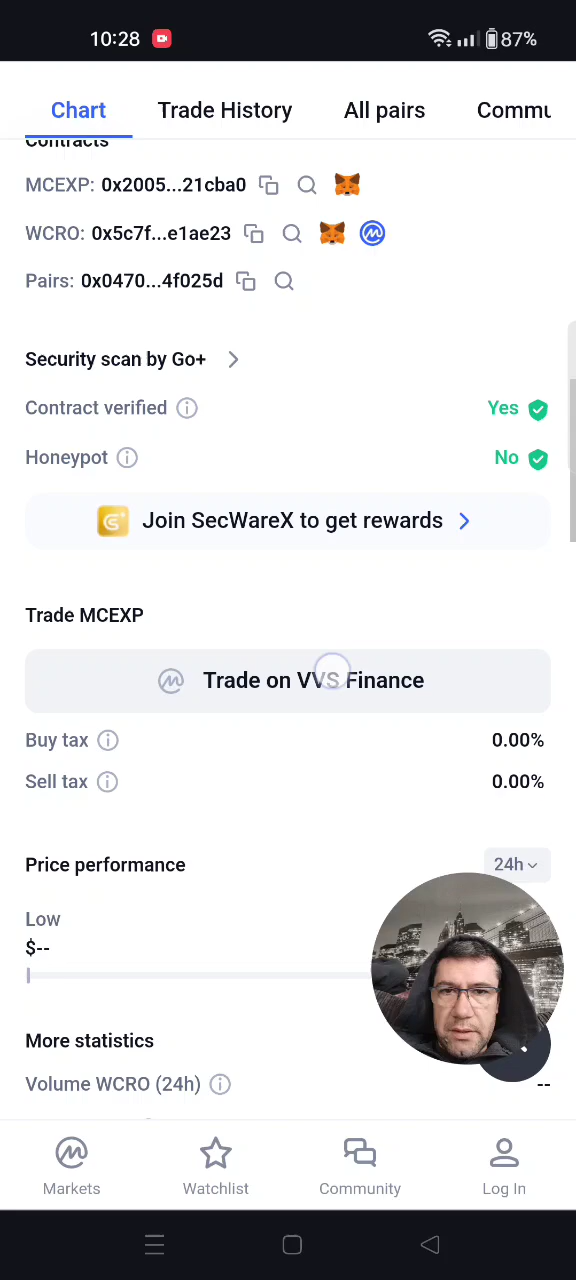 10:28
87%
Chart Trade History All pairs Commu
Contracts
MCEXP: 0x2005...21cba0
WCRO: 0x5c7f...e1ae23
Pairs: 0x0470...4f025d
Security scan by Go+
Contract verified Yes
Honeypot No
Join SecWareX to get rewards
Trade MCEXP
Trade on VVS Finance
Buy tax 0.00%
Sell tax 0.00%
Price performance 24h
Low
$--
More statistics
Volume WCRO (24h) --
Markets Watchlist Community Log In